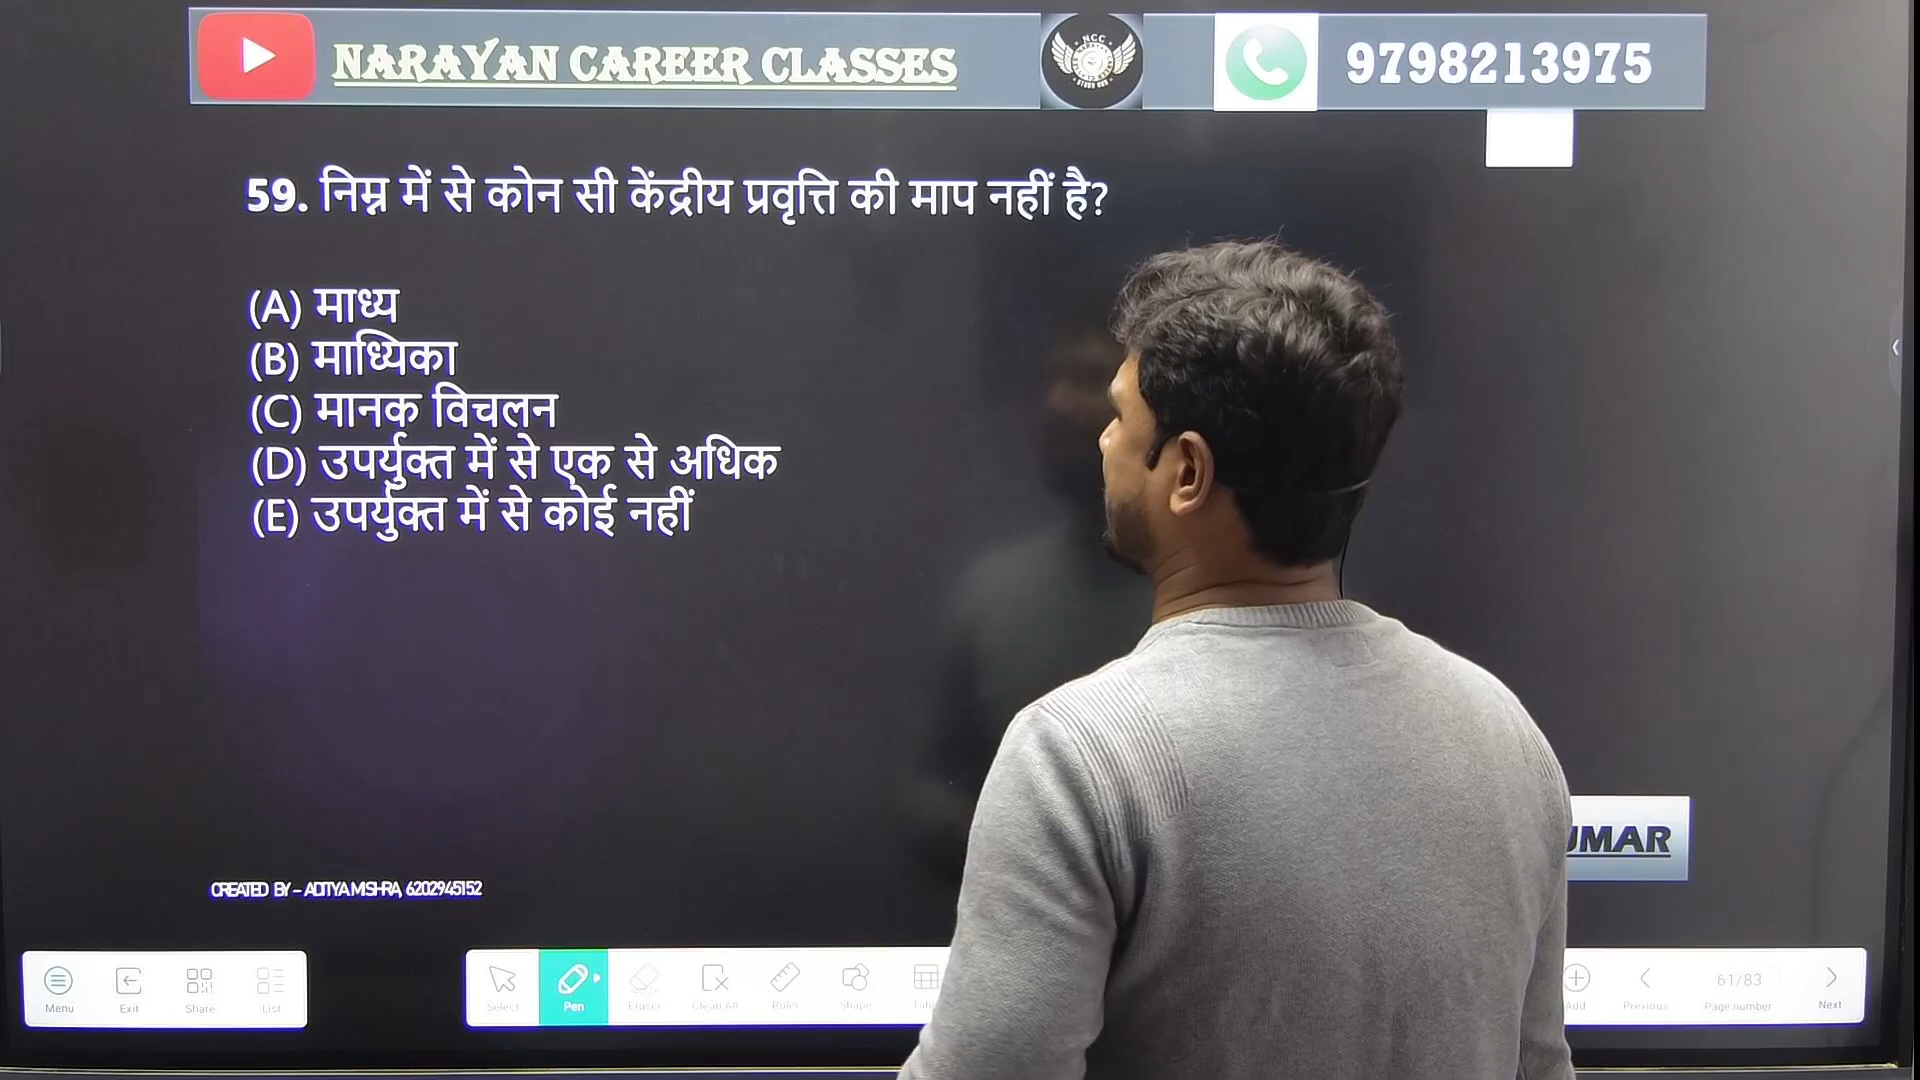 NARAYAN CAREER CLASSES
NCC
9798213975
59. निम्न में से कोन सी केंद्रीय प्रवृत्ति की माप नहीं है?
(A) माध्य
(B) माध्यिका
(C) मानक विचलन
(D) उपर्युक्त में से एक से अधिक
(E) उपर्युक्त में से कोई नहीं
UMAR
CREATED BY – ADITYA MISHRA, 6202945152
Menu Exit Share List Select Pen Eraser Clean All Ruler Shape Add Previous 61/83 Page number Next